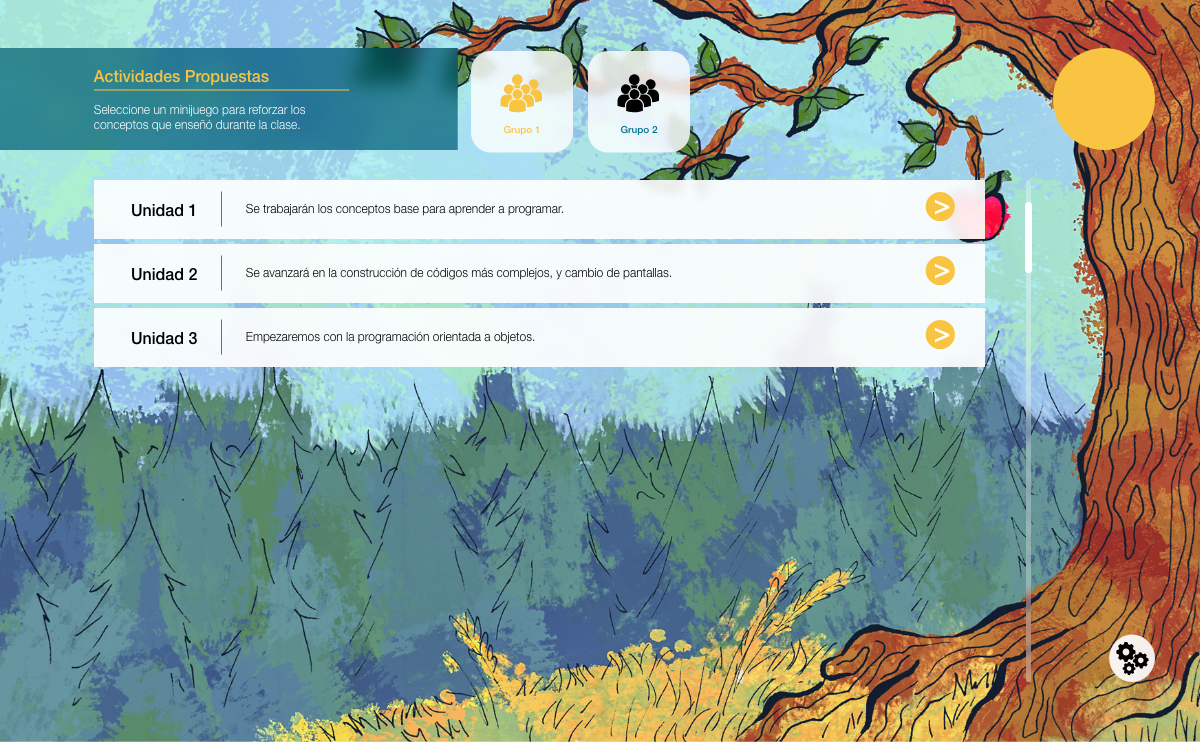 Actividades Propuestas
Seleccione un minijuego para reforzar los
conceptos que enseñó durante la clase.
Grupo 1
Grupo 2
Unidad 1
Se trabajarán los conceptos base para aprender a programar.
Unidad 2
Se avanzará en la construcción de códigos más complejos, y cambio de pantallas.
Unidad 3
Empezaremos con la programación orientada a objetos.